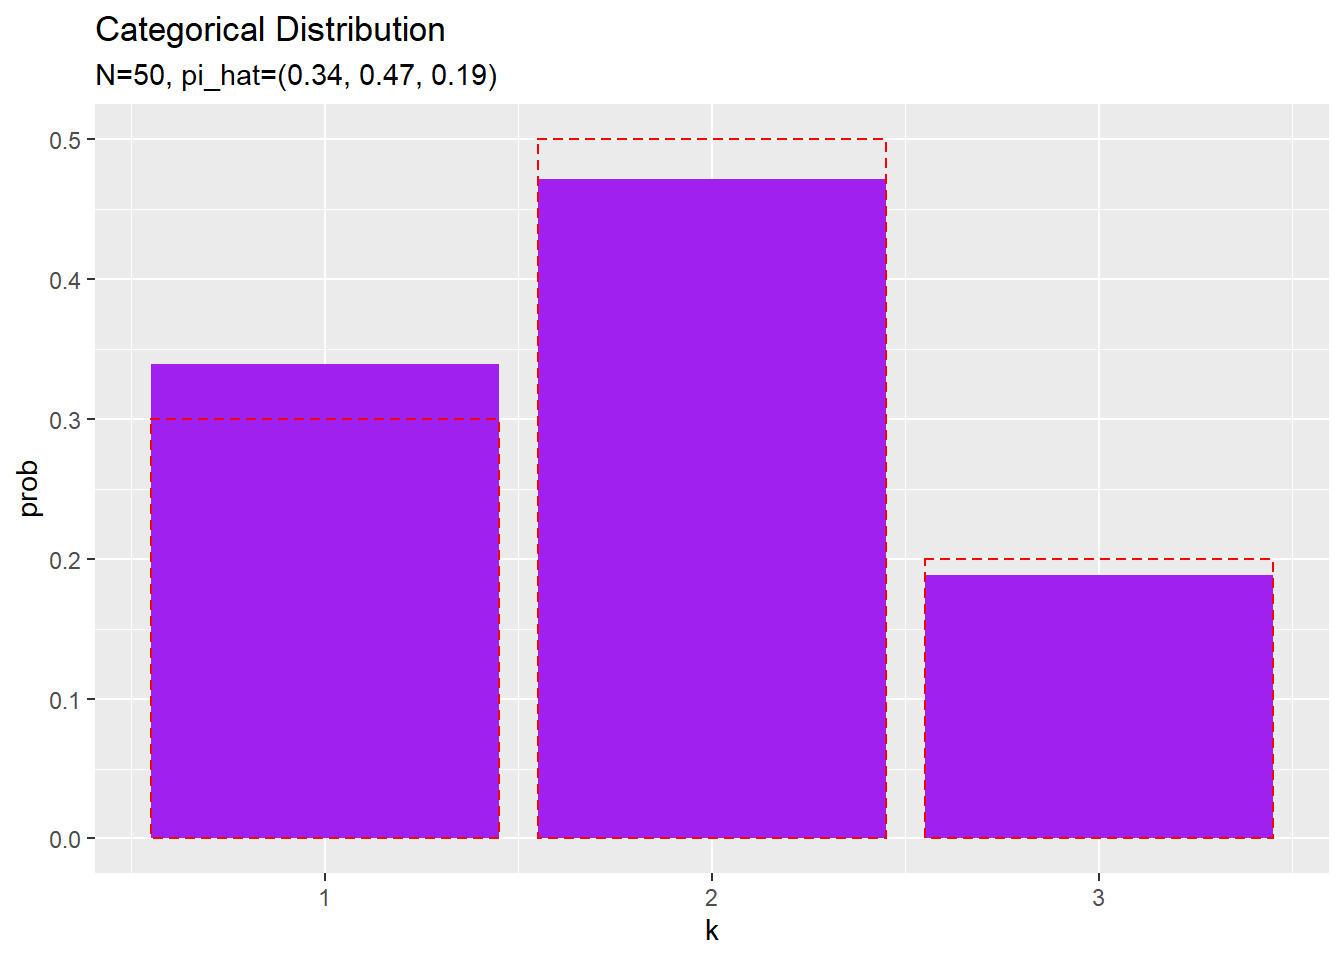 Categorical Distribution
N=50, pi_hat=(0.34, 0.47, 0.19)
0.5
0.4
0.3
0.2
0.1
0.0
prob
1 2 3
k